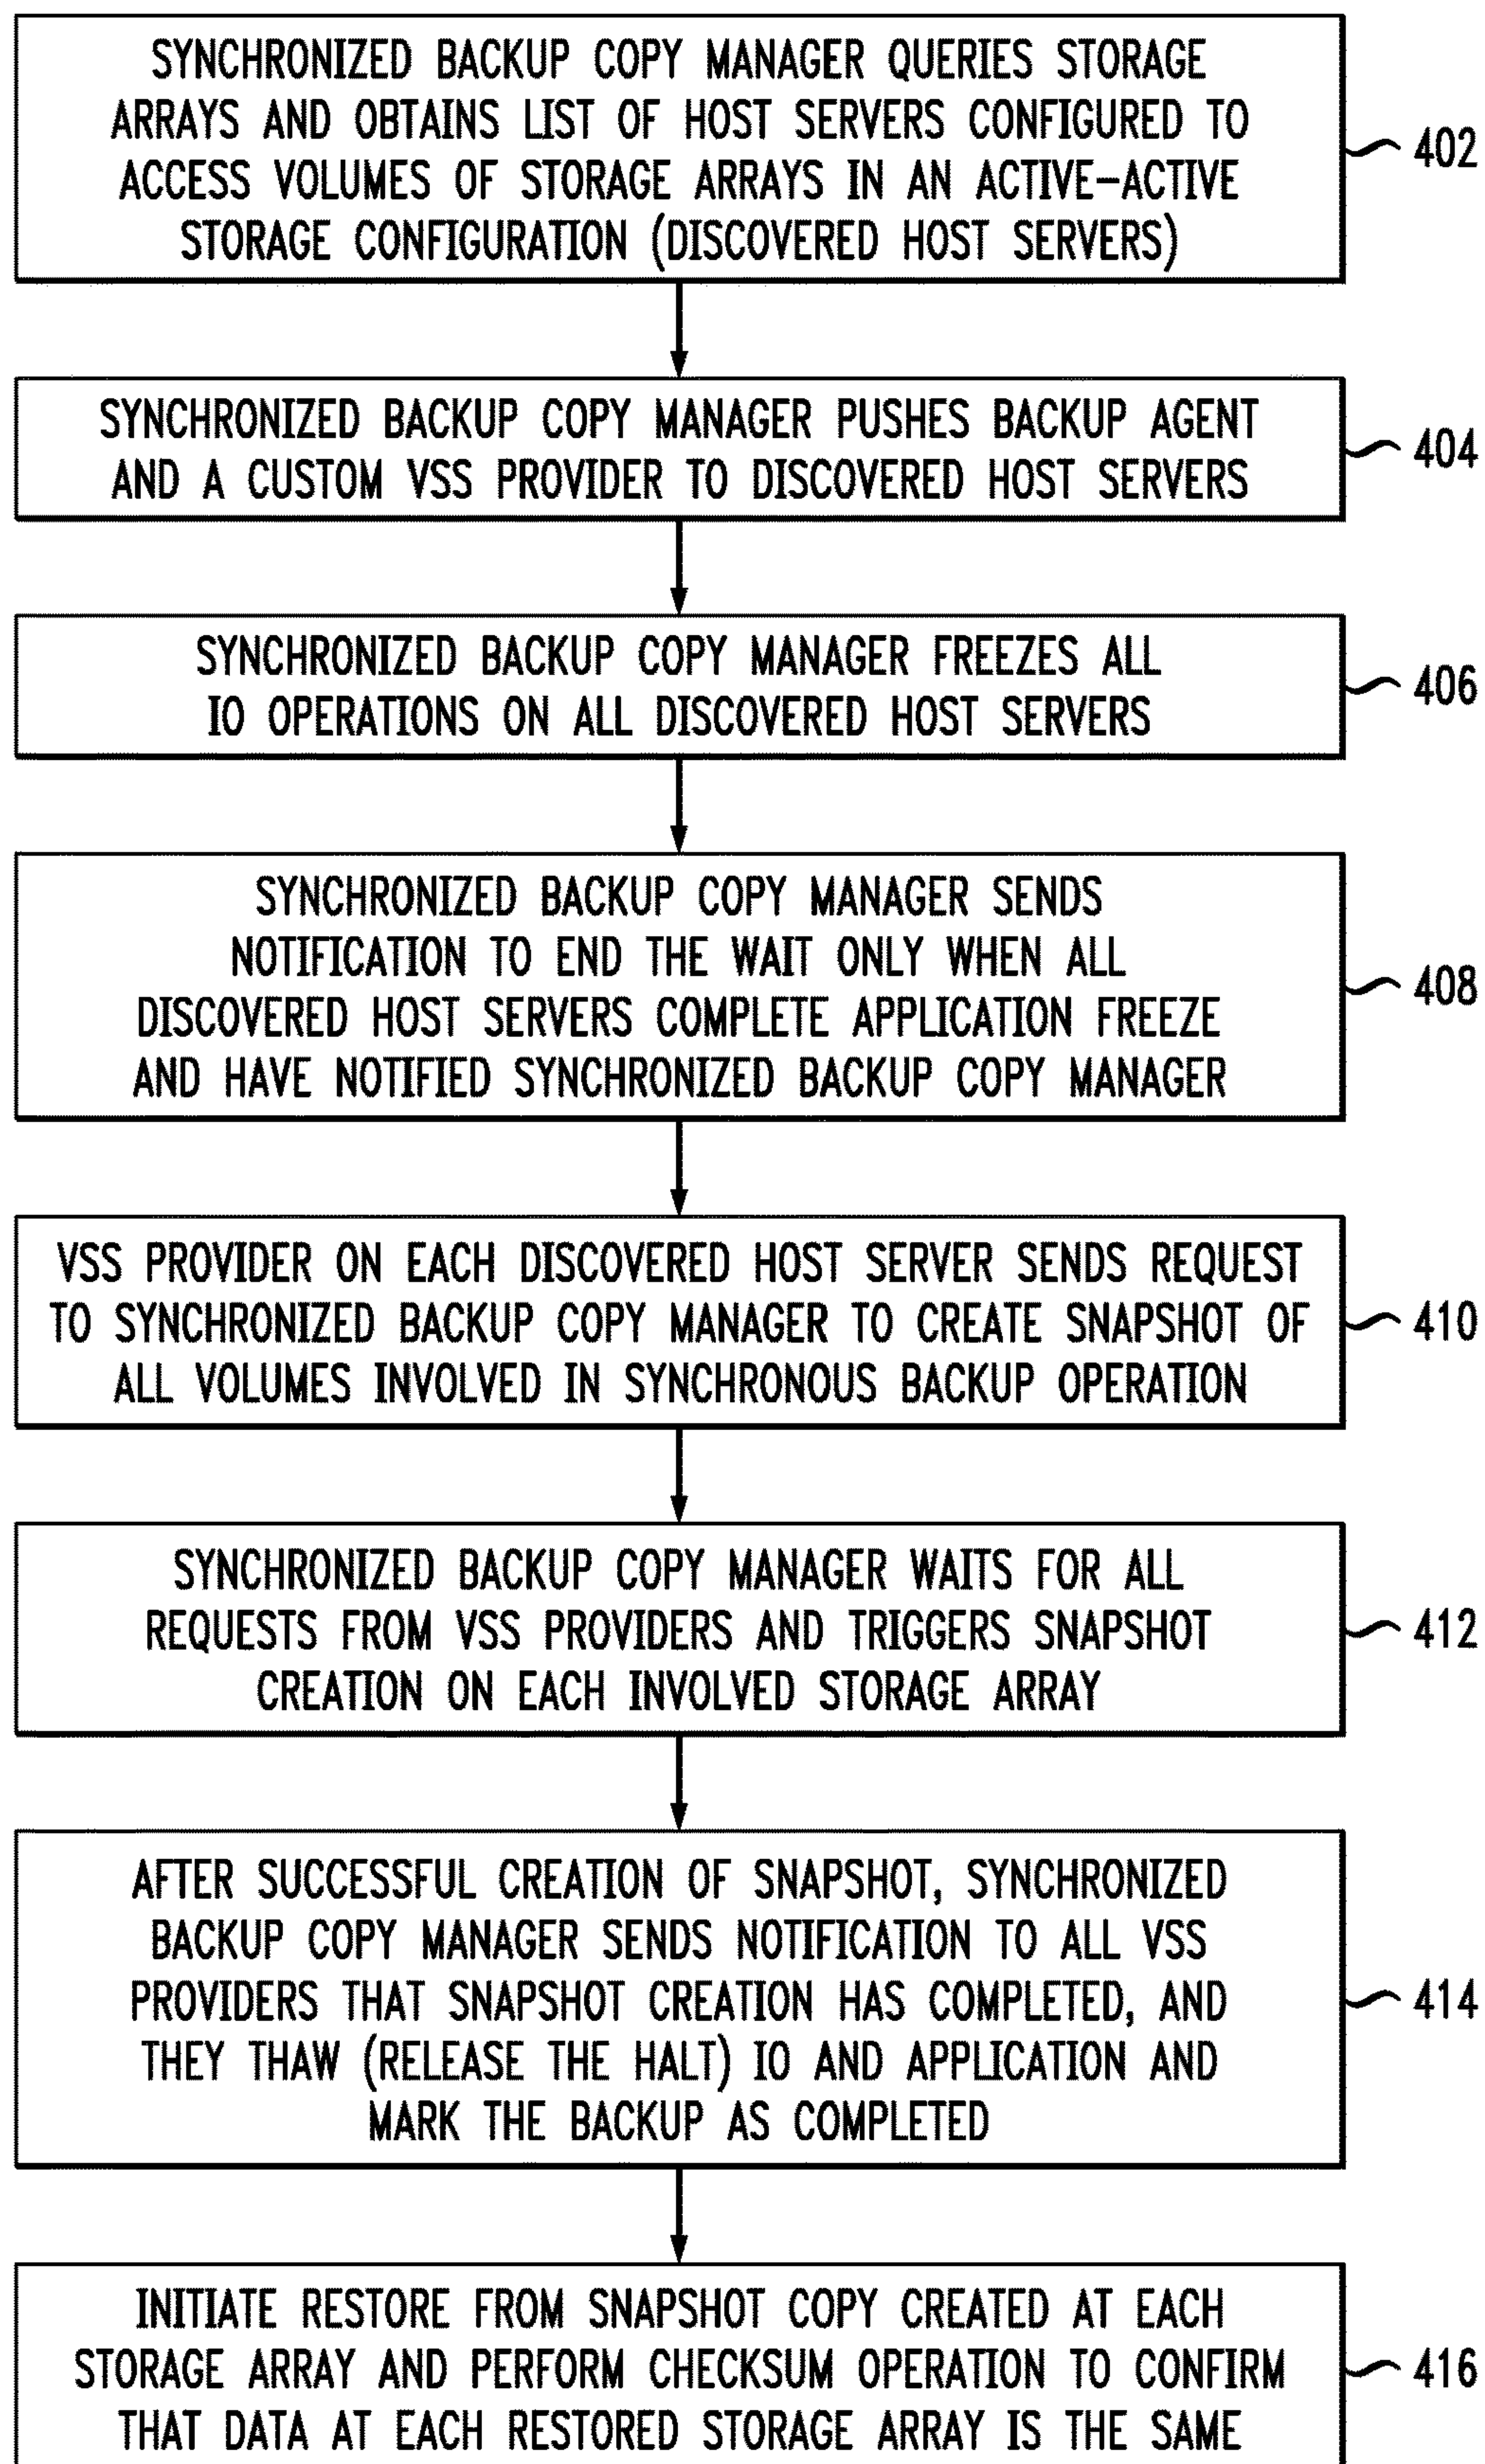 SYNCHRONIZED BACKUP COPY MANAGER QUERIES STORAGE
ARRAYS AND OBTAINS LIST OF HOST SERVERS CONFIGURED TO
ACCESS VOLUMES OF STORAGE ARRAYS IN AN ACTIVE-ACTIVE
STORAGE CONFIGURATION (DISCOVERED HOST SERVERS)
402
SYNCHRONIZED BACKUP COPY MANAGER PUSHES BACKUP AGENT
AND A CUSTOM VSS PROVIDER TO DISCOVERED HOST SERVERS
404
SYNCHRONIZED BACKUP COPY MANAGER FREEZES ALL
IO OPERATIONS ON ALL DISCOVERED HOST SERVERS
406
SYNCHRONIZED BACKUP COPY MANAGER SENDS
NOTIFICATION TO END THE WAIT ONLY WHEN ALL
DISCOVERED HOST SERVERS COMPLETE APPLICATION FREEZE
AND HAVE NOTIFIED SYNCHRONIZED BACKUP COPY MANAGER
408
VSS PROVIDER ON EACH DISCOVERED HOST SERVER SENDS REQUEST
TO SYNCHRONIZED BACKUP COPY MANAGER TO CREATE SNAPSHOT OF
ALL VOLUMES INVOLVED IN SYNCHRONOUS BACKUP OPERATION
410
SYNCHRONIZED BACKUP COPY MANAGER WAITS FOR ALL
REQUESTS FROM VSS PROVIDERS AND TRIGGERS SNAPSHOT
CREATION ON EACH INVOLVED STORAGE ARRAY
412
AFTER SUCCESSFUL CREATION OF SNAPSHOT, SYNCHRONIZED
BACKUP COPY MANAGER SENDS NOTIFICATION TO ALL VSS
PROVIDERS THAT SNAPSHOT CREATION HAS COMPLETED, AND
THEY THAW (RELEASE THE HALT) IO AND APPLICATION AND
MARK THE BACKUP AS COMPLETED
414
INITIATE RESTORE FROM SNAPSHOT COPY CREATED AT EACH
STORAGE ARRAY AND PERFORM CHECKSUM OPERATION TO CONFIRM
THAT DATA AT EACH RESTORED STORAGE ARRAY IS THE SAME
416